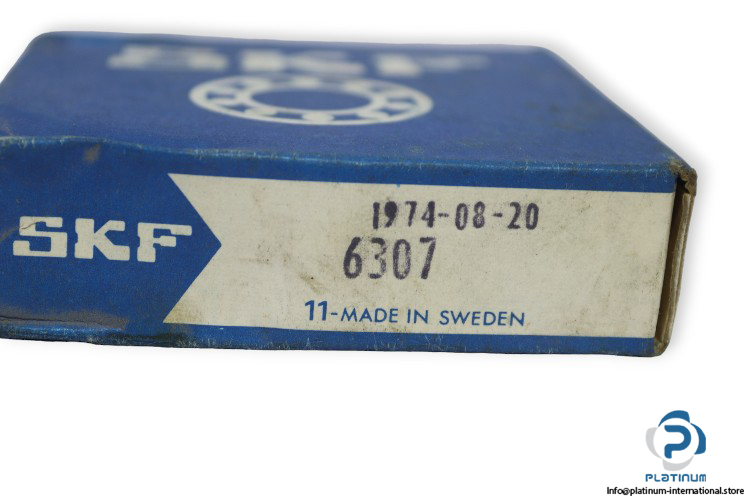 SKF
SKF
1974-08-20
6307
11-MADE IN SWEDEN
PLATINUM
Info@platinum-international.store